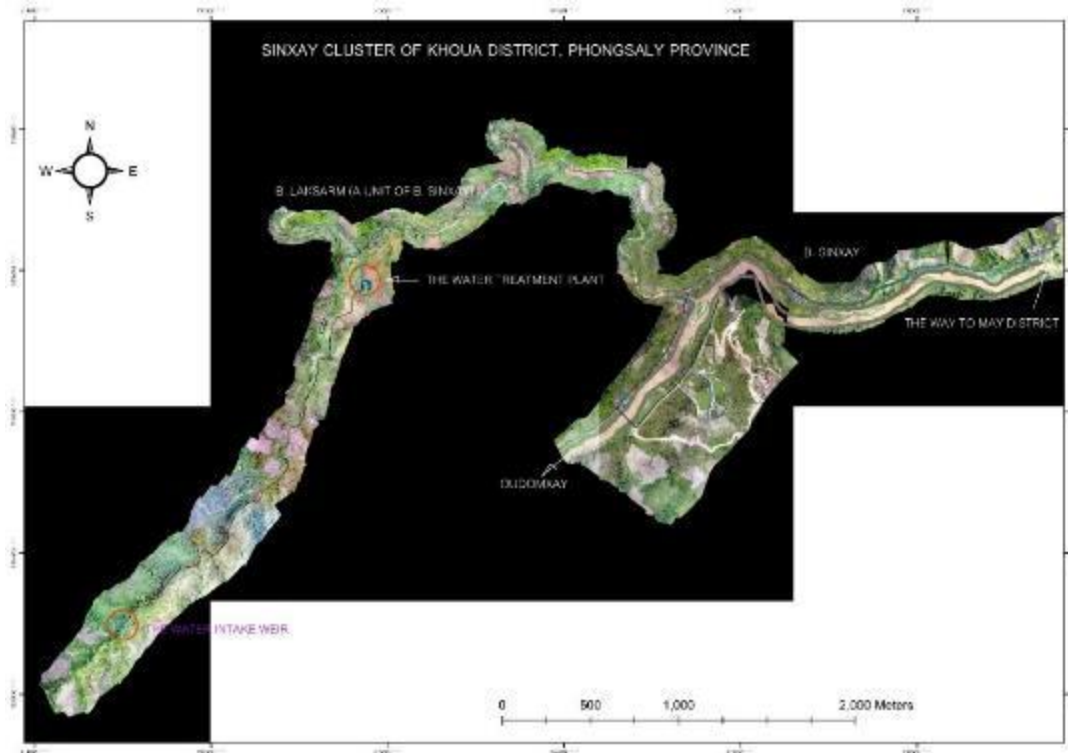 SINXAY CLUSTER OF KHOUA DISTRICT, PHONGSALY PROVINCE
N
W E
S
B. LAKSARM (A UNIT OF B. SINXAY)
B. SINXAY
THE WATER TREATMENT PLANT
THE WAY TO MAY DISTRICT
OUDOMXAY
THE WATER INTAKE WEIR
0 500 1,000 2,000 Meters